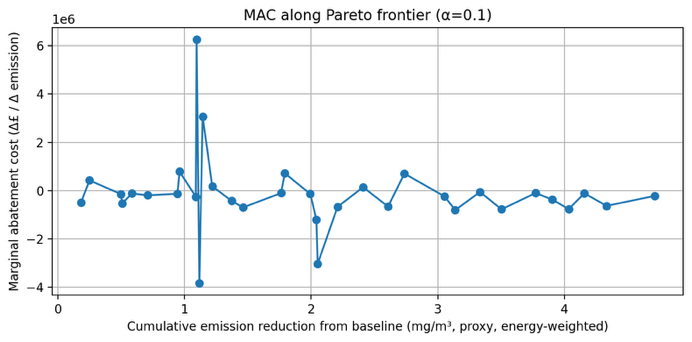 MAC along Pareto frontier (α=0.1)
1e6
Marginal abatement cost (Δ£ / Δ emission)
6
4
2
0
−2
−4
0 1 2 3 4
Cumulative emission reduction from baseline (mg/m³, proxy, energy-weighted)